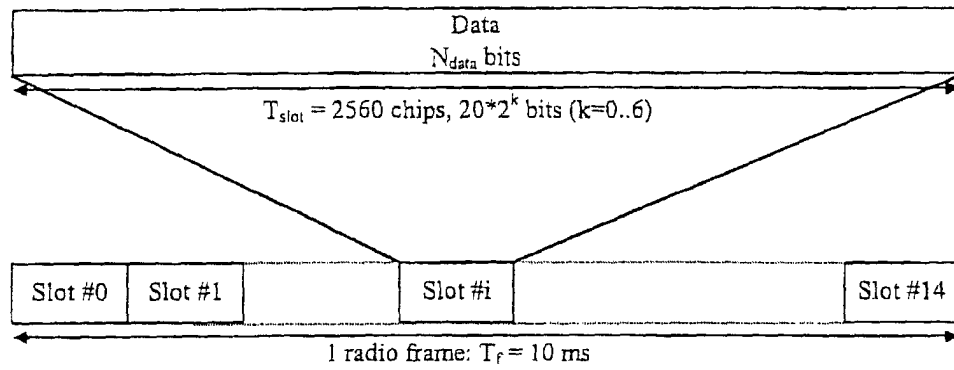 Data
N_data bits
T_slot = 2560 chips, 20*2^k bits (k=0..6)
Slot #0 Slot #1 Slot #i Slot #14
1 radio frame: T_f = 10 ms